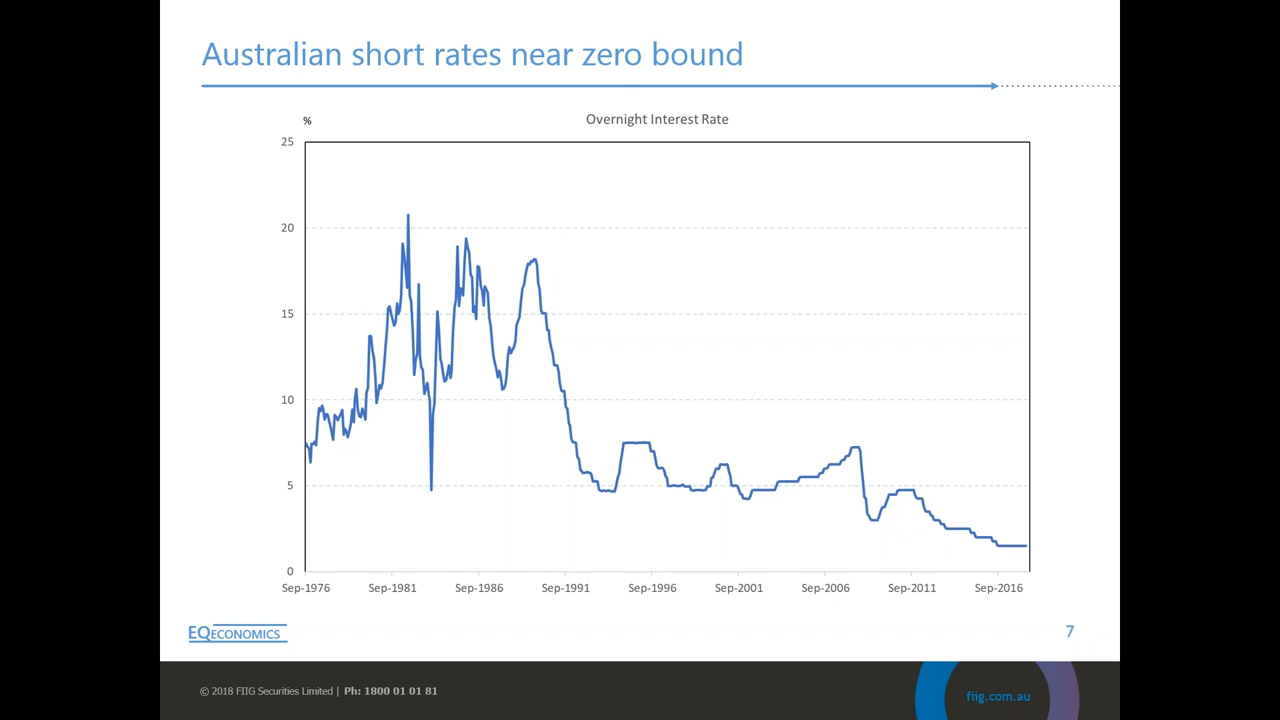 Australian short rates near zero bound
%
Overnight Interest Rate
25
20
15
10
5
0
Sep-1976 Sep-1981 Sep-1986 Sep-1991 Sep-1996 Sep-2001 Sep-2006 Sep-2011 Sep-2016
EQECONOMICS
7
© 2018 FIIG Securities Limited | Ph: 1800 01 01 81
fiig.com.au